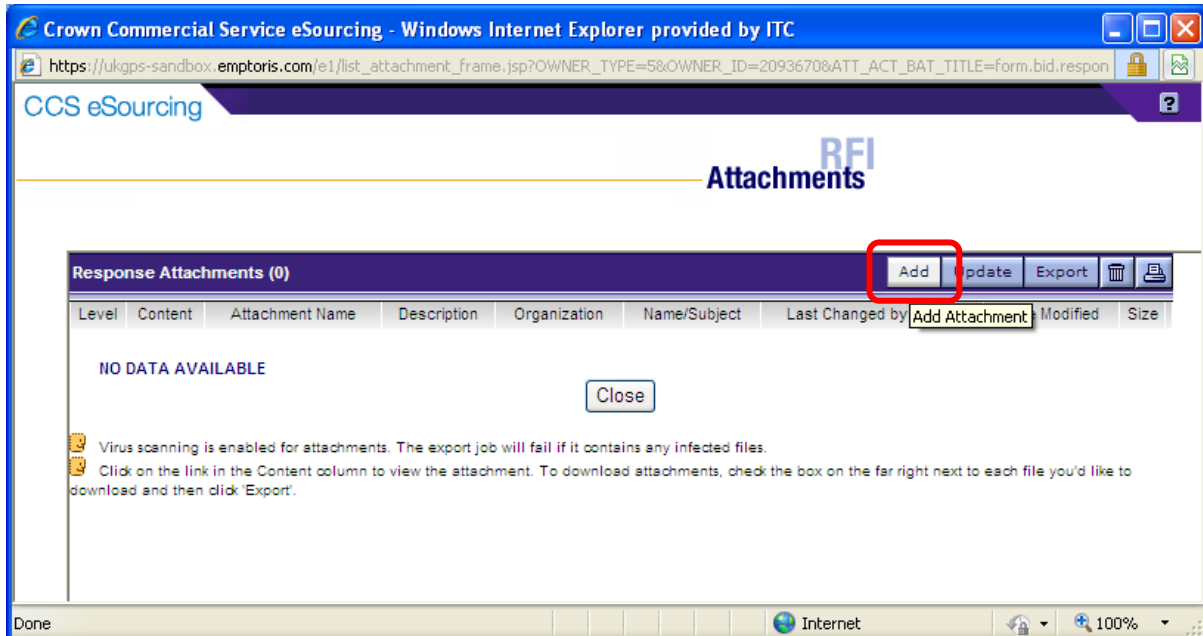 Crown Commercial Service eSourcing - Windows Internet Explorer provided by ITC
https://ukgps-sandbox.emptoris.com/e1/list_attachment_frame.jsp?OWNER_TYPE=5&OWNER_ID=2093670&ATT_ACT_BAT_TITLE=form.bid.respon
CCS eSourcing
?
RFI
Attachments
Response Attachments (0) Add Update Export
Level Content Attachment Name Description Organization Name/Subject Last Changed by Modified Size
Add Attachment
NO DATA AVAILABLE
Close
Virus scanning is enabled for attachments. The export job will fail if it contains any infected files.
Click on the link in the Content column to view the attachment. To download attachments, check the box on the far right next to each file you'd like to
download and then click 'Export'.
Done Internet 100%